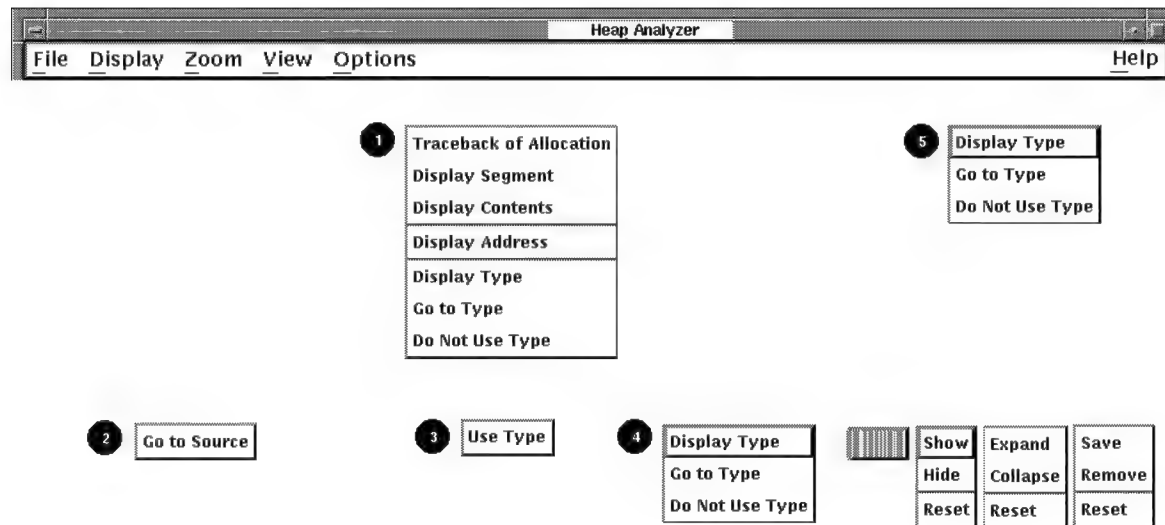 Heap Analyzer
File Display Zoom View Options Help
1
Traceback of Allocation
Display Segment
Display Contents
Display Address
Display Type
Go to Type
Do Not Use Type
5
Display Type
Go to Type
Do Not Use Type
2
Go to Source
3
Use Type
4
Display Type
Go to Type
Do Not Use Type
Show
Hide
Reset
Expand
Collapse
Reset
Save
Remove
Reset